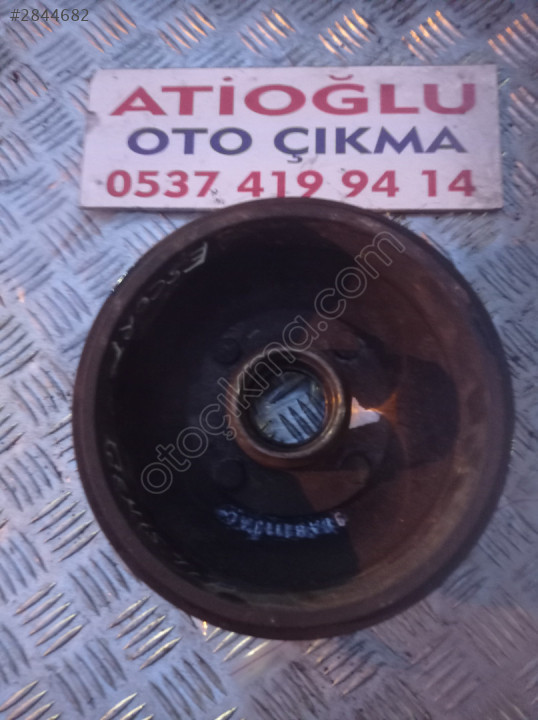 #2844682
ATİOĞLU
OTO ÇIKMA
0537 419 94 14
otoçıkma.com